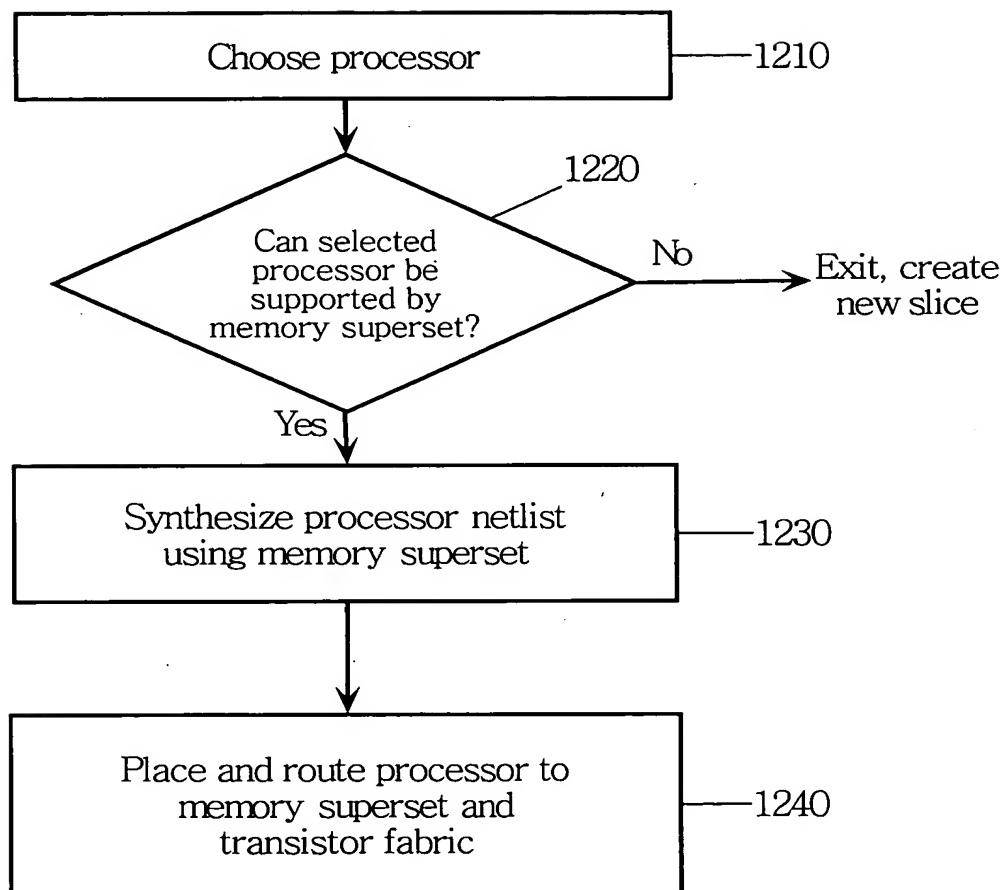 Choose processor
1210
1220
Can selected
processor be
supported by
memory superset?
No
Exit, create
new slice
Yes
Synthesize processor netlist
using memory superset
1230
Place and route processor to
memory superset and
transistor fabric
1240